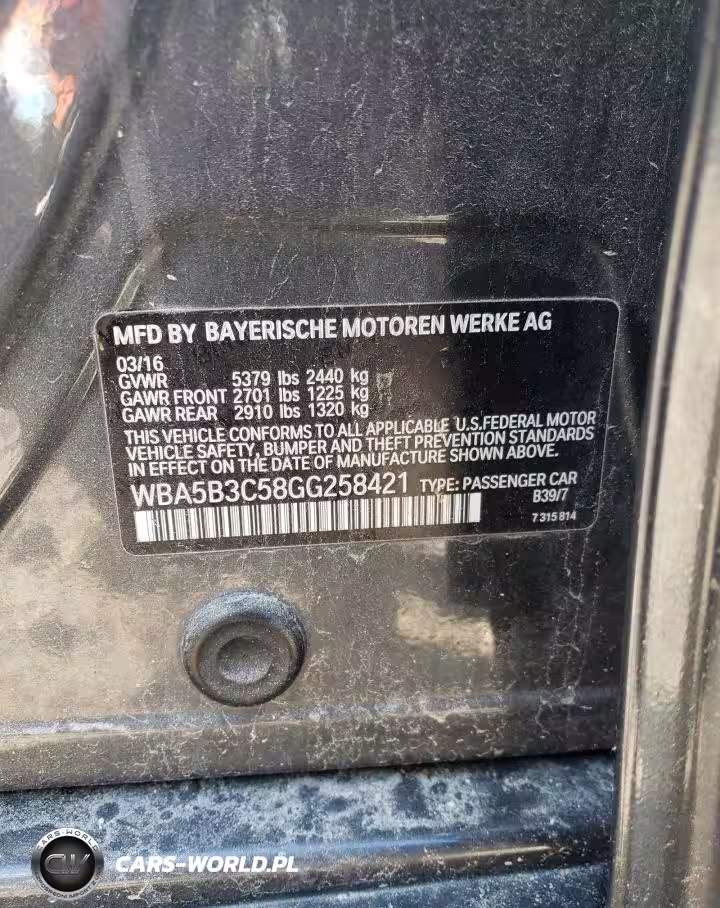 MFD BY BAYERISCHE MOTOREN WERKE AG
03/16
GVWR 5379 lbs 2440 kg
GAWR FRONT 2701 lbs 1225 kg
GAWR REAR 2910 lbs 1320 kg
THIS VEHICLE CONFORMS TO ALL APPLICABLE U.S.FEDERAL MOTOR
VEHICLE SAFETY, BUMPER AND THEFT PREVENTION STANDARDS
IN EFFECT ON THE DATE OF MANUFACTURE SHOWN ABOVE.
WBA5B3C58GG258421 TYPE: PASSENGER CAR
B39/7
7 315 814
CARS-WORLD
CW
CARS-WORLD.PL